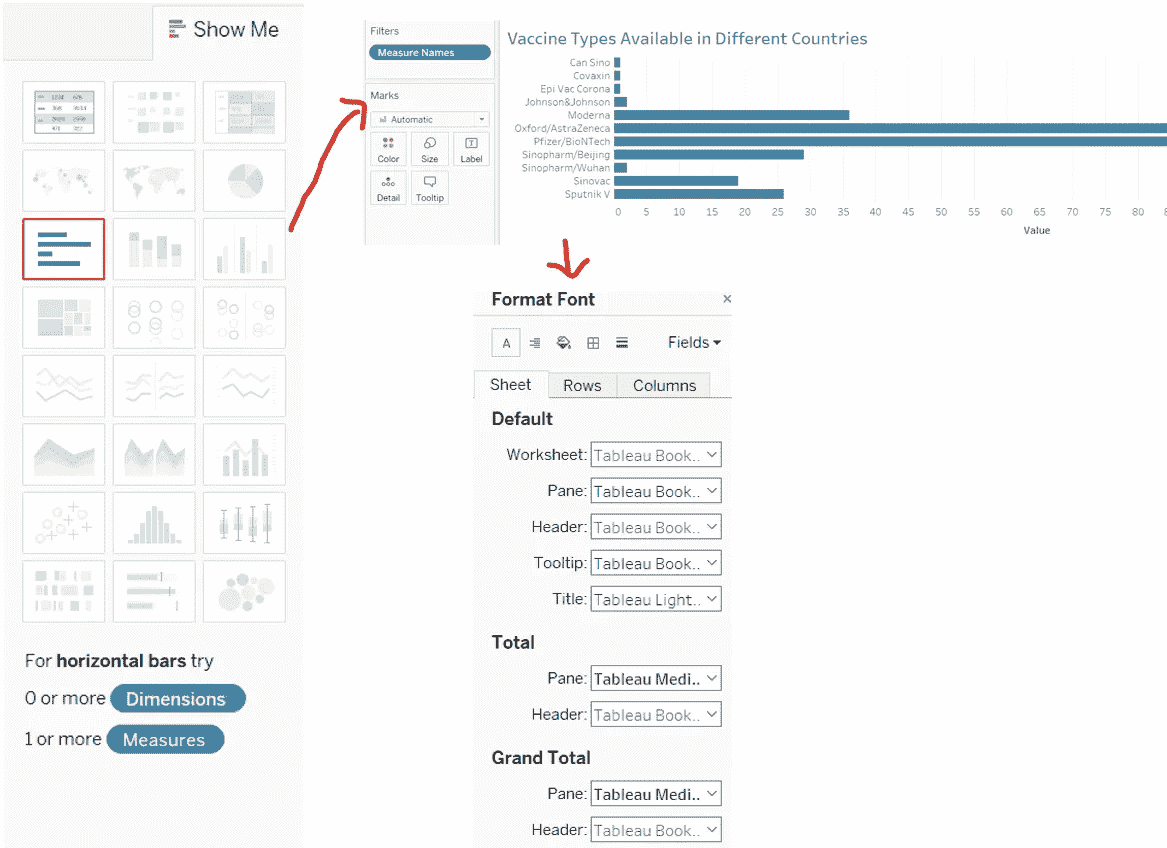 Show Me
For horizontal bars try
0 or more Dimensions
1 or more Measures
Filters
Measure Names
Marks
Automatic
Color Size Label
Detail Tooltip
Vaccine Types Available in Different Countries
Can Sino
Covaxin
Epi Vac Corona
Johnson&Johnson
Moderna
Oxford/AstraZeneca
Pfizer/BioNTech
Sinopharm/Beijing
Sinopharm/Wuhan
Sinovac
Sputnik V
0 5 10 15 20 25 30 35 40 45 50 55 60 65 70 75 80
Value
Format Font ×
A Fields
Sheet Rows Columns
Default
Worksheet: Tableau Book..
Pane: Tableau Book..
Header: Tableau Book..
Tooltip: Tableau Book..
Title: Tableau Light..
Total
Pane: Tableau Medi..
Header: Tableau Book..
Grand Total
Pane: Tableau Medi..
Header: Tableau Book..